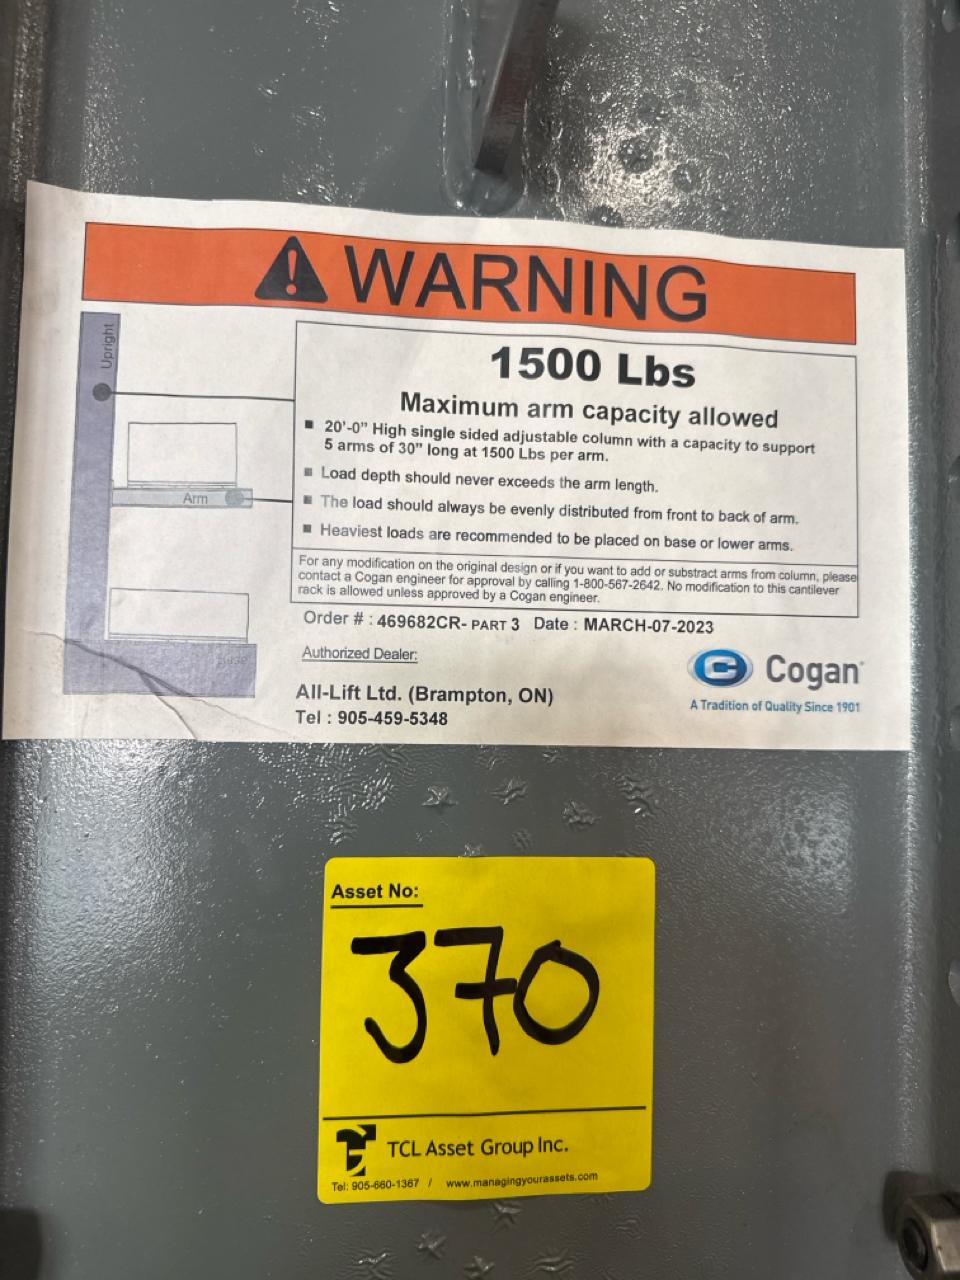 WARNING
Upright
Arm
Base
1500 Lbs
Maximum arm capacity allowed
▪ 20'-0" High single sided adjustable column with a capacity to support
5 arms of 30" long at 1500 Lbs per arm.
▪ Load depth should never exceeds the arm length.
▪ The load should always be evenly distributed from front to back of arm.
▪ Heaviest loads are recommended to be placed on base or lower arms.
For any modification on the original design or if you want to add or substract arms from column, please
contact a Cogan engineer for approval by calling 1-800-567-2642. No modification to this cantilever
rack is allowed unless approved by a Cogan engineer.
Order # : 469682CR- PART 3 Date : MARCH-07-2023
Authorized Dealer:
All-Lift Ltd. (Brampton, ON)
Tel : 905-459-5348
Cogan
A Tradition of Quality Since 1901
Asset No:
370
TCL Asset Group Inc.
Tel: 905-660-1367 / www.managingyourassets.com